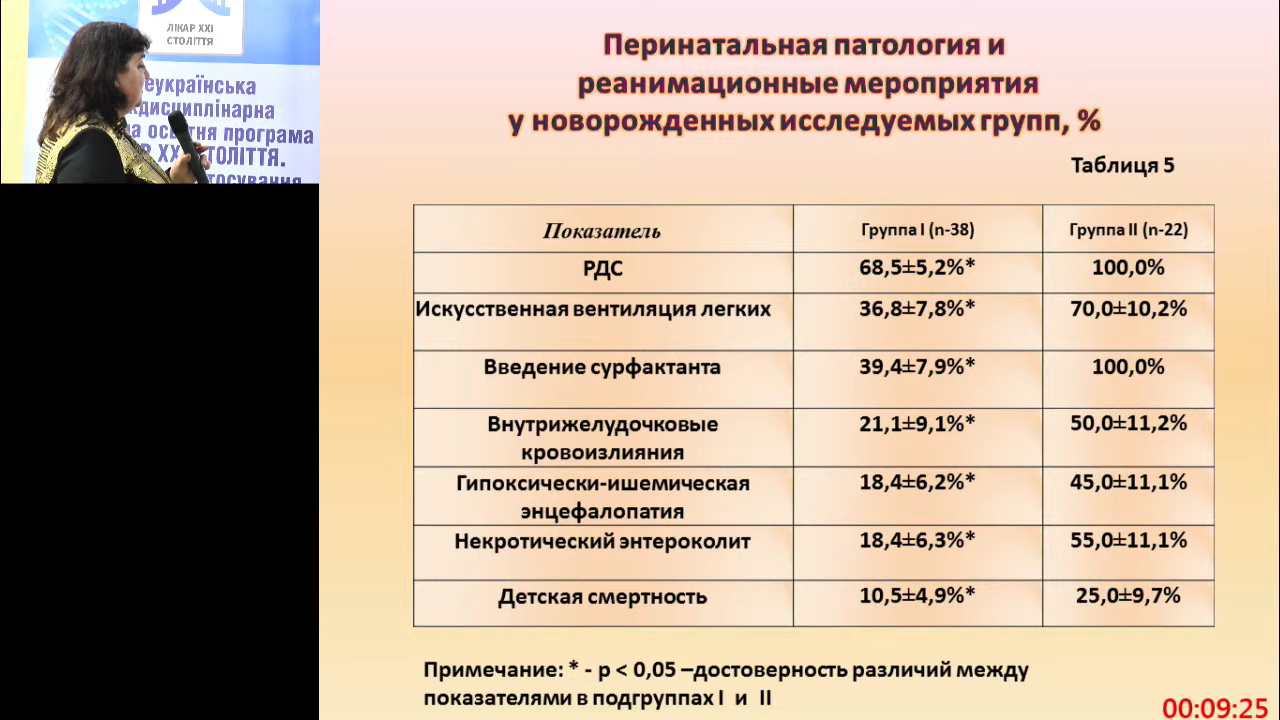 ЛІКАР ХХІ
СТОЛІТТЯ
еукраїнська
дисциплінарна
програма
ТОЛІТТЯ.
Перинатальная патология и
реанимационные мероприятия
у новорожденных исследуемых групп, %
Таблиця 5
Показатель Группа I (n-38) Группа II (n-22)
РДС 68,5±5,2%* 100,0%
Искусственная вентиляция легких 36,8±7,8%* 70,0±10,2%
Введение сурфактанта 39,4±7,9%* 100,0%
Внутрижелудочковые 21,1±9,1%* 50,0±11,2%
кровоизлияния
Гипоксически-ишемическая 18,4±6,2%* 45,0±11,1%
энцефалопатия
Некротический энтероколит 18,4±6,3%* 55,0±11,1%
Детская смертность 10,5±4,9%* 25,0±9,7%
Примечание: * - р < 0,05 –достоверность различий между
показателями в подгруппах I и II
00:09:25